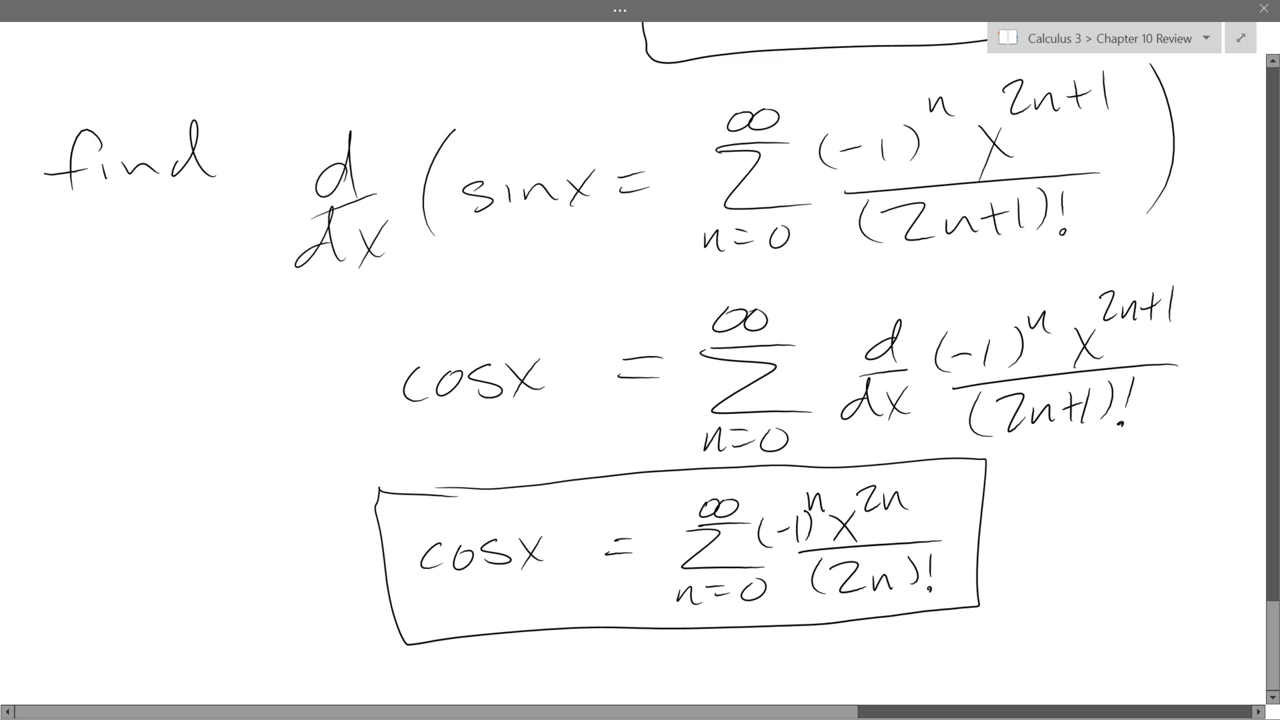 Calculus 3 > Chapter 10 Review
find d/dx ( sinx = ∑_{n=0}^{∞} (-1)^n x^{2n+1} / (2n+1)! )
cosx = ∑_{n=0}^{∞} d/dx (-1)^n x^{2n+1} / (2n+1)!
cosx = ∑_{n=0}^{∞} (-1)^n x^{2n} / (2n)!